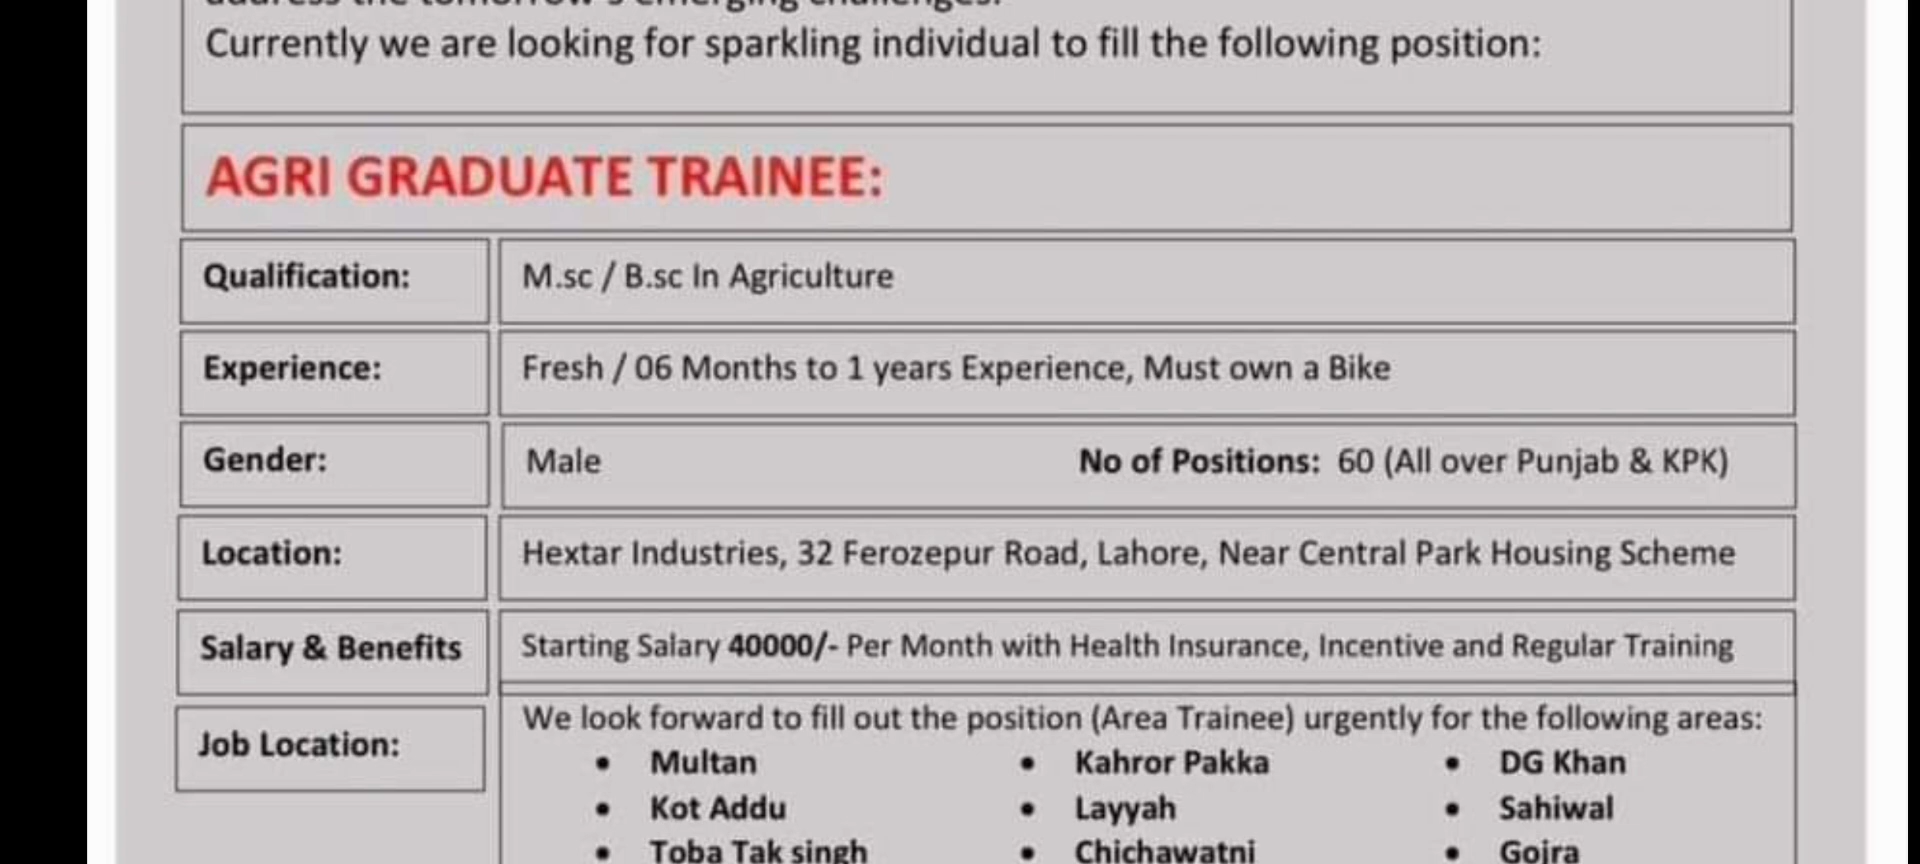 address the tomorrow's emerging challenges.
Currently we are looking for sparkling individual to fill the following position:
AGRI GRADUATE TRAINEE:
Qualification: M.sc / B.sc In Agriculture
Experience: Fresh / 06 Months to 1 years Experience, Must own a Bike
Gender: Male No of Positions: 60 (All over Punjab & KPK)
Location: Hextar Industries, 32 Ferozepur Road, Lahore, Near Central Park Housing Scheme
Salary & Benefits Starting Salary 40000/- Per Month with Health Insurance, Incentive and Regular Training
Job Location: We look forward to fill out the position (Area Trainee) urgently for the following areas:
• Multan • Kahror Pakka • DG Khan
• Kot Addu • Layyah • Sahiwal
• Toba Tak singh • Chichawatni • Gojra